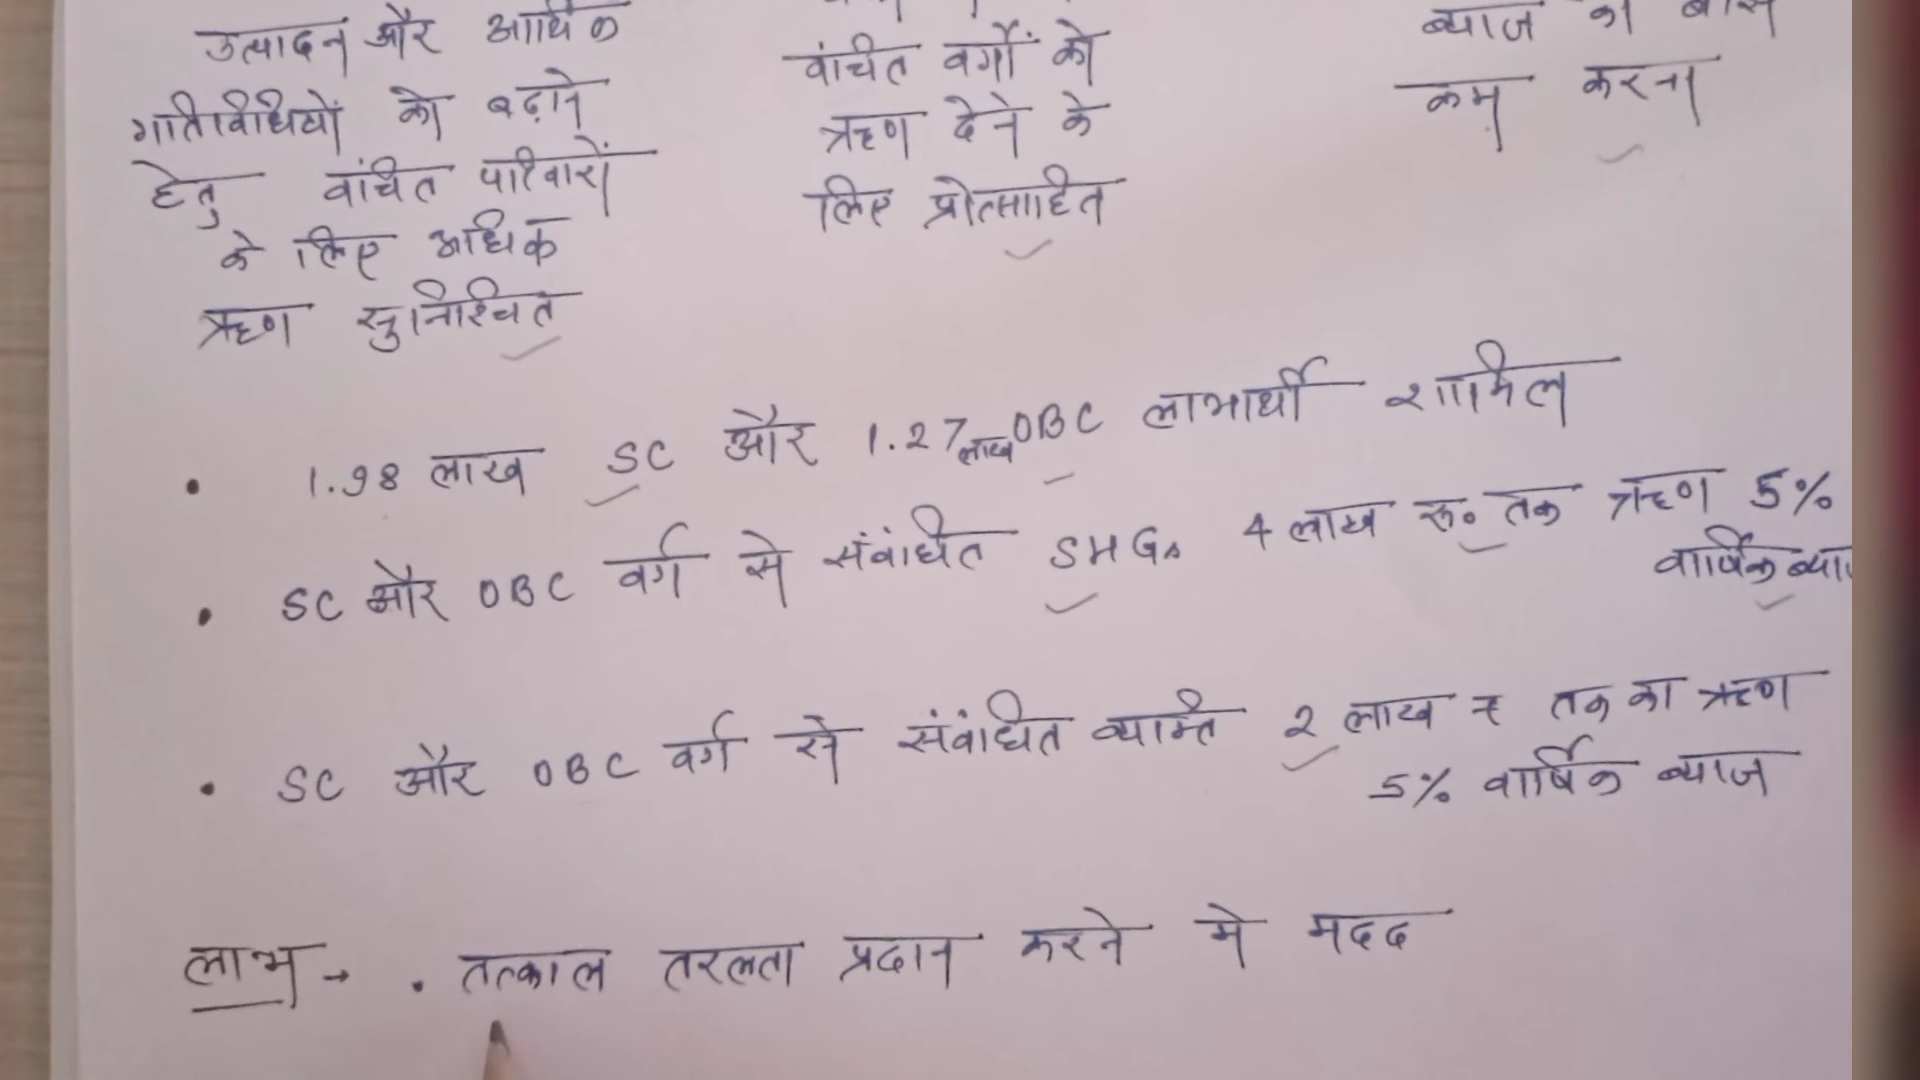 उत्पादन और आर्थिक
गतिविधियों को बढ़ाने
हेतु वंचित परिवारों
के लिए अधिक
ऋण सुनिश्चित
वंचित वर्गों को
ऋण देने के
लिए प्रोत्साहित
ब्याज का बोझ
कम करना
• 1.98 लाख SC और 1.27 लाख OBC लाभार्थी शामिल
• SC और OBC वर्ग से संबंधित SHGs 4 लाख रू॰ तक ऋण 5%
वार्षिक
• SC और OBC वर्ग से संबंधित व्यक्ति 2 लाख रु तक का ऋण
5% वार्षिक ब्याज
लाभ → • तत्काल तरलता प्रदान करने मे मदद